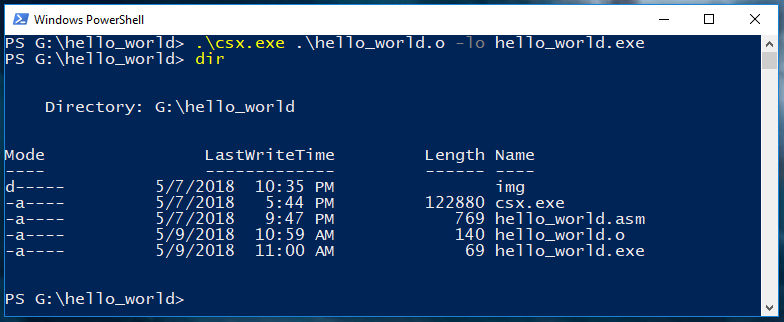 Windows PowerShell
PS G:\hello_world> .\csx.exe .\hello_world.o -lo hello_world.exe
PS G:\hello_world> dir
Directory: G:\hello_world
Mode LastWriteTime Length Name
---- ------------- ------ ----
d----- 5/7/2018 10:35 PM img
-a---- 5/7/2018 5:44 PM 122880 csx.exe
-a---- 5/7/2018 9:47 PM 769 hello_world.asm
-a---- 5/9/2018 10:59 AM 140 hello_world.o
-a---- 5/9/2018 11:00 AM 69 hello_world.exe
PS G:\hello_world>